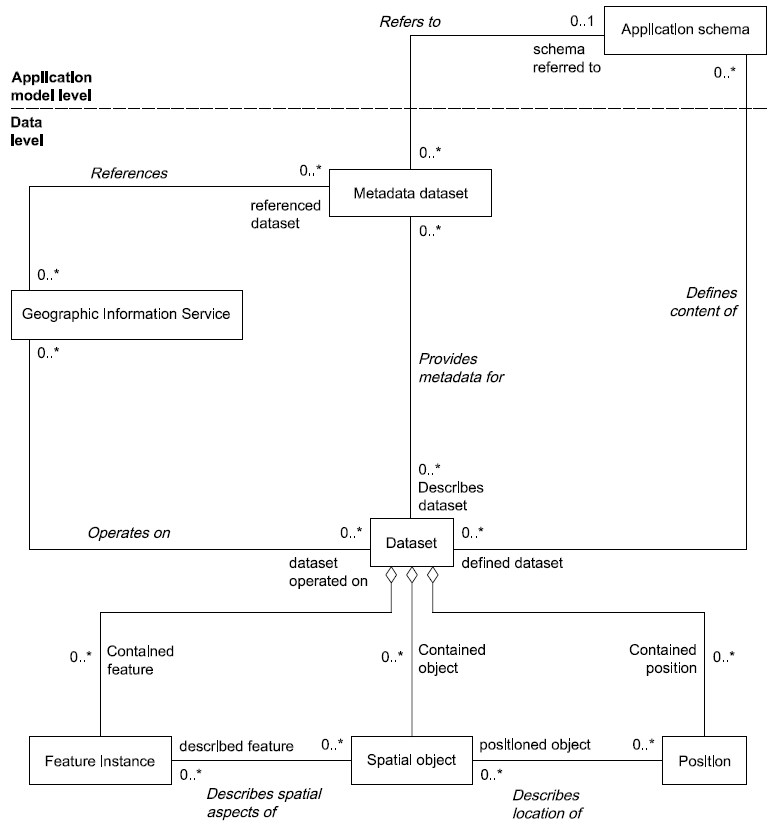 Refers to
0..1
Application schema
schema
referred to
0..*
Application
model level
Data
level
0..*
References
0..*
Metadata dataset
referenced
dataset
0..*
0..*
Geographic Information Service
Defines
content of
0..*
Provides
metadata for
0..*
Describes
dataset
Operates on
0..*
Dataset
0..*
dataset
operated on
defined dataset
0..*
Contained
feature
0..*
Contained
object
Contained
position
0..*
Feature instance
described feature
0..*
Spatial object
positioned object
0..*
Position
0..*
0..*
Describes spatial
aspects of
Describes
location of